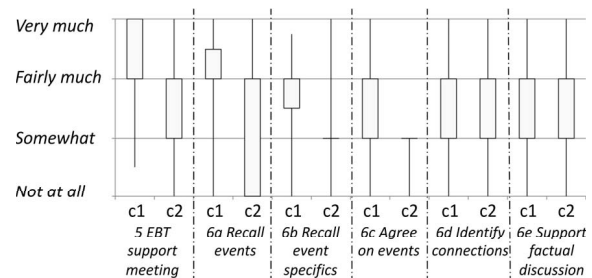 Very much
Fairly much
Somewhat
Not at all
c1 c2 c1 c2 c1 c2 c1 c2 c1 c2 c1 c2
5 EBT 6a Recall 6b Recall 6c Agree 6d Identify 6e Support
support events event on events connections factual
meeting specifics discussion